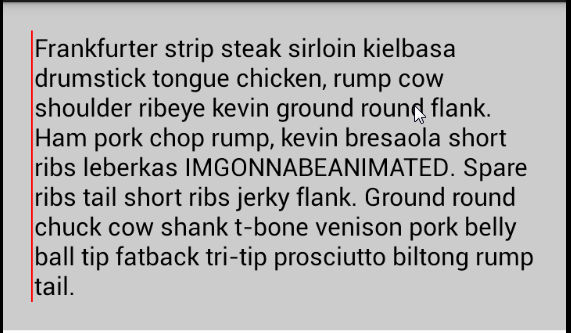 Frankfurter strip steak sirloin kielbasa
drumstick tongue chicken, rump cow
shoulder ribeye kevin ground round flank.
Ham pork chop rump, kevin bresaola short
ribs leberkas IMGONNABEANIMATED. Spare
ribs tail short ribs jerky flank. Ground round
chuck cow shank t-bone venison pork belly
ball tip fatback tri-tip prosciutto biltong rump
tail.